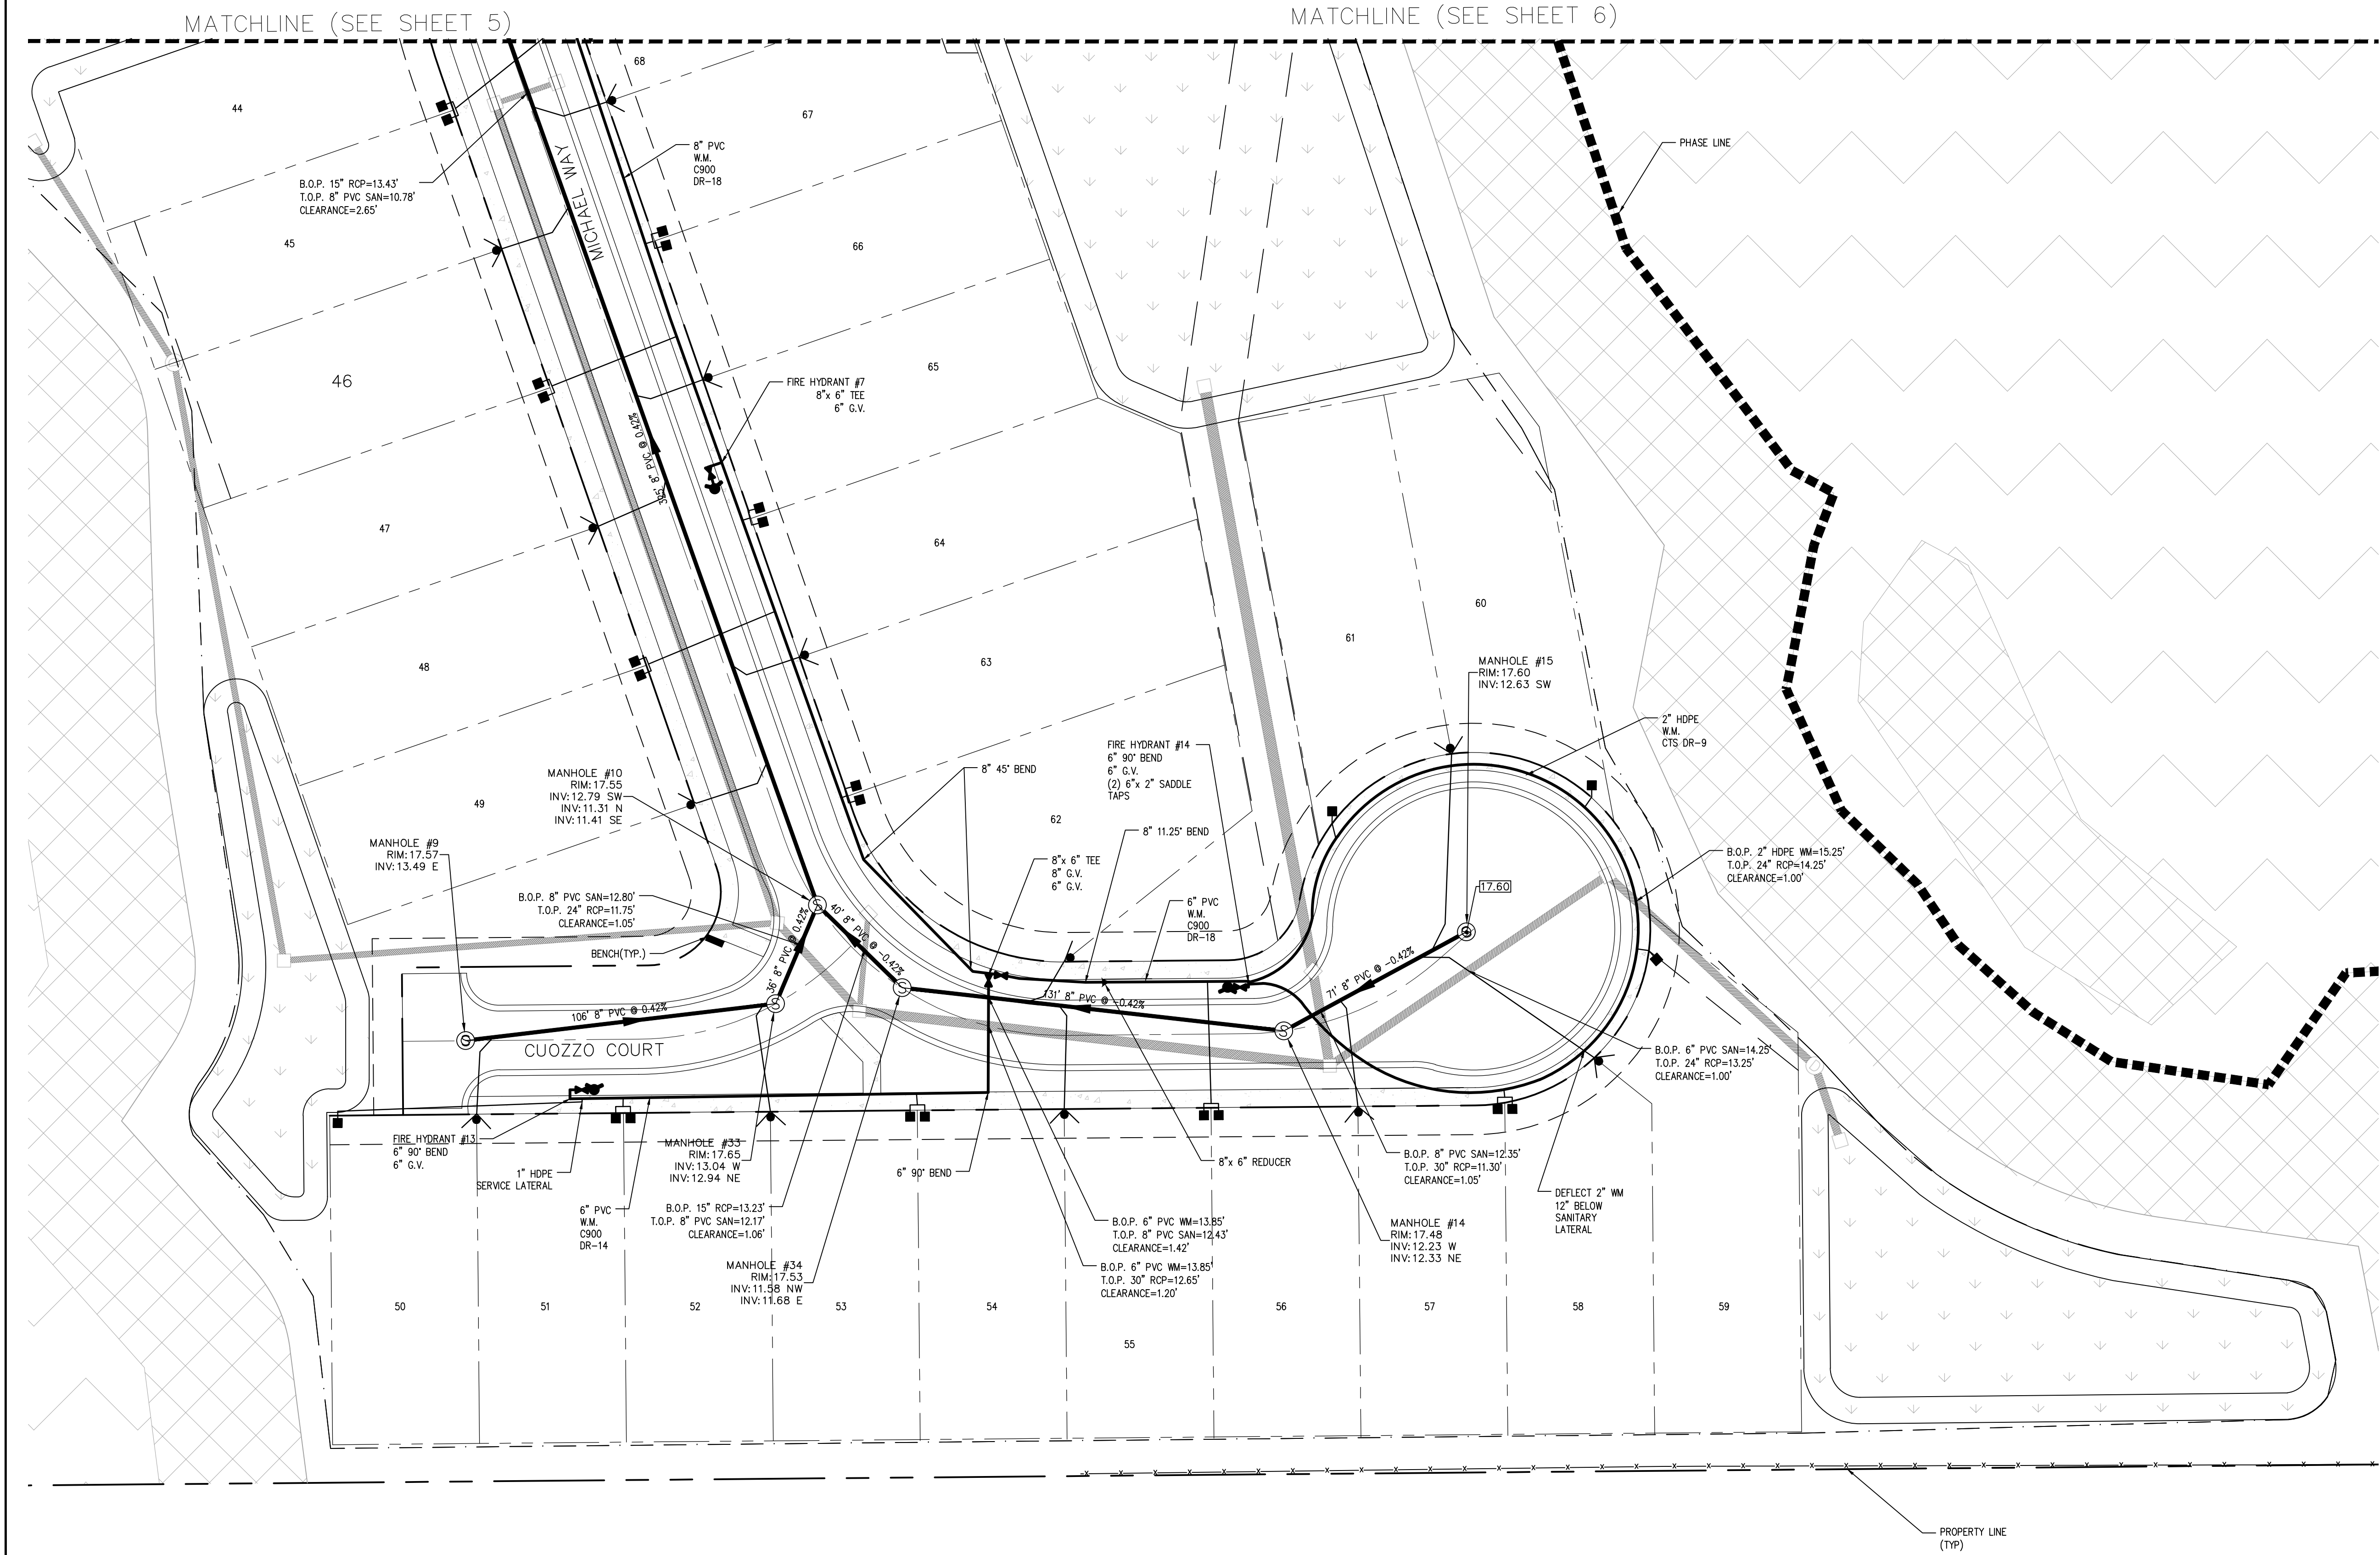 MATCHLINE (SEE SHEET 5)
MATCHLINE (SEE SHEET 6)
68
44
67
8" PVC
W.M.
C900
DR-18
PHASE LINE
MICHAEL WAY
B.O.P. 15" RCP=13.43'
T.O.P. 8" PVC SAN=10.78'
CLEARANCE=2.65'
45
66
46
65
FIRE HYDRANT #7
8"x 6" TEE
6" G.V.
8" PVC @ 0.42%
47
64
48
63
61
60
MANHOLE #15
RIM:17.60
INV:12.63 SW
2" HDPE
W.M.
CTS DR-9
MANHOLE #10
RIM:17.55
INV:12.79 SW
INV:11.31 N
INV:11.41 SE
8" 45° BEND
FIRE HYDRANT #14
6" 90° BEND
6" G.V.
(2) 6"x 2" SADDLE
TAPS
49
62
8" 11.25° BEND
MANHOLE #9
RIM:17.57
INV:13.49 E
8"x 6" TEE
8" G.V.
6" G.V.
B.O.P. 2" HDPE WM=15.25'
T.O.P. 24" RCP=14.25'
CLEARANCE=1.00'
B.O.P. 8" PVC SAN=12.80'
T.O.P. 24" RCP=11.75'
CLEARANCE=1.05'
17.60
6" PVC
W.M.
C900
DR-18
BENCH(TYP.)
36' 8" PVC @ 0.42%
40' 8" PVC @ -0.42%
131' 8" PVC @ -0.42%
71' 8" PVC @ -0.42%
106' 8" PVC @ 0.42%
S
S
S
S
S
S
CUOZZO COURT
B.O.P. 6" PVC SAN=14.25'
T.O.P. 24" RCP=13.25'
CLEARANCE=1.00'
FIRE HYDRANT #13
6" 90° BEND
6" G.V.
1" HDPE
SERVICE LATERAL
MANHOLE #33
RIM:17.65
INV:13.04 W
INV:12.94 NE
6" 90° BEND
8"x 6" REDUCER
B.O.P. 8" PVC SAN=12.35'
T.O.P. 30" RCP=11.30'
CLEARANCE=1.05'
DEFLECT 2" WM
12" BELOW
SANITARY
LATERAL
6" PVC
W.M.
C900
DR-14
B.O.P. 15" RCP=13.23'
T.O.P. 8" PVC SAN=12.17'
CLEARANCE=1.06'
B.O.P. 6" PVC WM=13.85'
T.O.P. 8" PVC SAN=12.43'
CLEARANCE=1.42'
MANHOLE #14
RIM:17.48
INV:12.23 W
INV:12.33 NE
MANHOLE #34
RIM:17.53
INV:11.58 NW
INV:11.68 E
B.O.P. 6" PVC WM=13.85'
T.O.P. 30" RCP=12.65'
CLEARANCE=1.20'
50
51
52
53
54
55
56
57
58
59
PROPERTY LINE
(TYP)